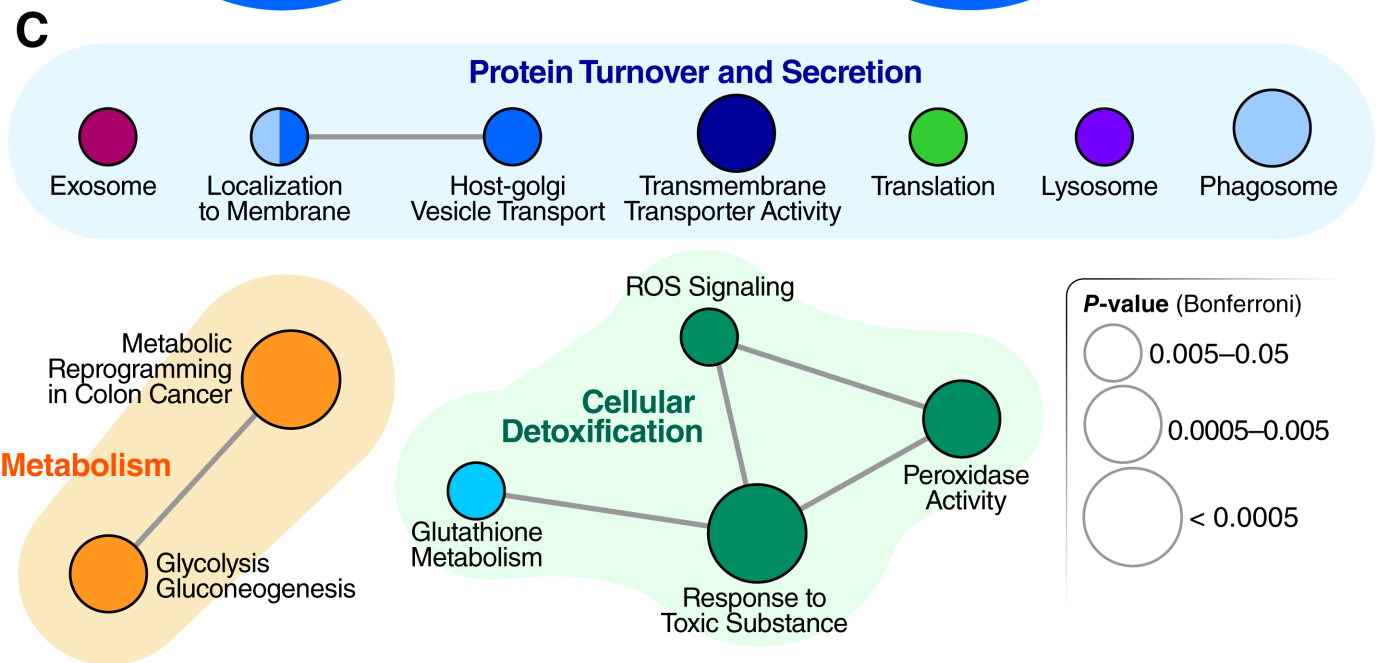 C
Protein Turnover and Secretion
Exosome
Localization
to Membrane
Host-golgi
Vesicle Transport
Transmembrane
Transporter Activity
Translation
Lysosome
Phagosome
Metabolic
Reprogramming
in Colon Cancer
Metabolism
Glycolysis
Gluconeogenesis
ROS Signaling
Cellular
Detoxification
Peroxidase
Activity
Glutathione
Metabolism
Response to
Toxic Substance
P-value (Bonferroni)
0.005–0.05
0.0005–0.005
< 0.0005